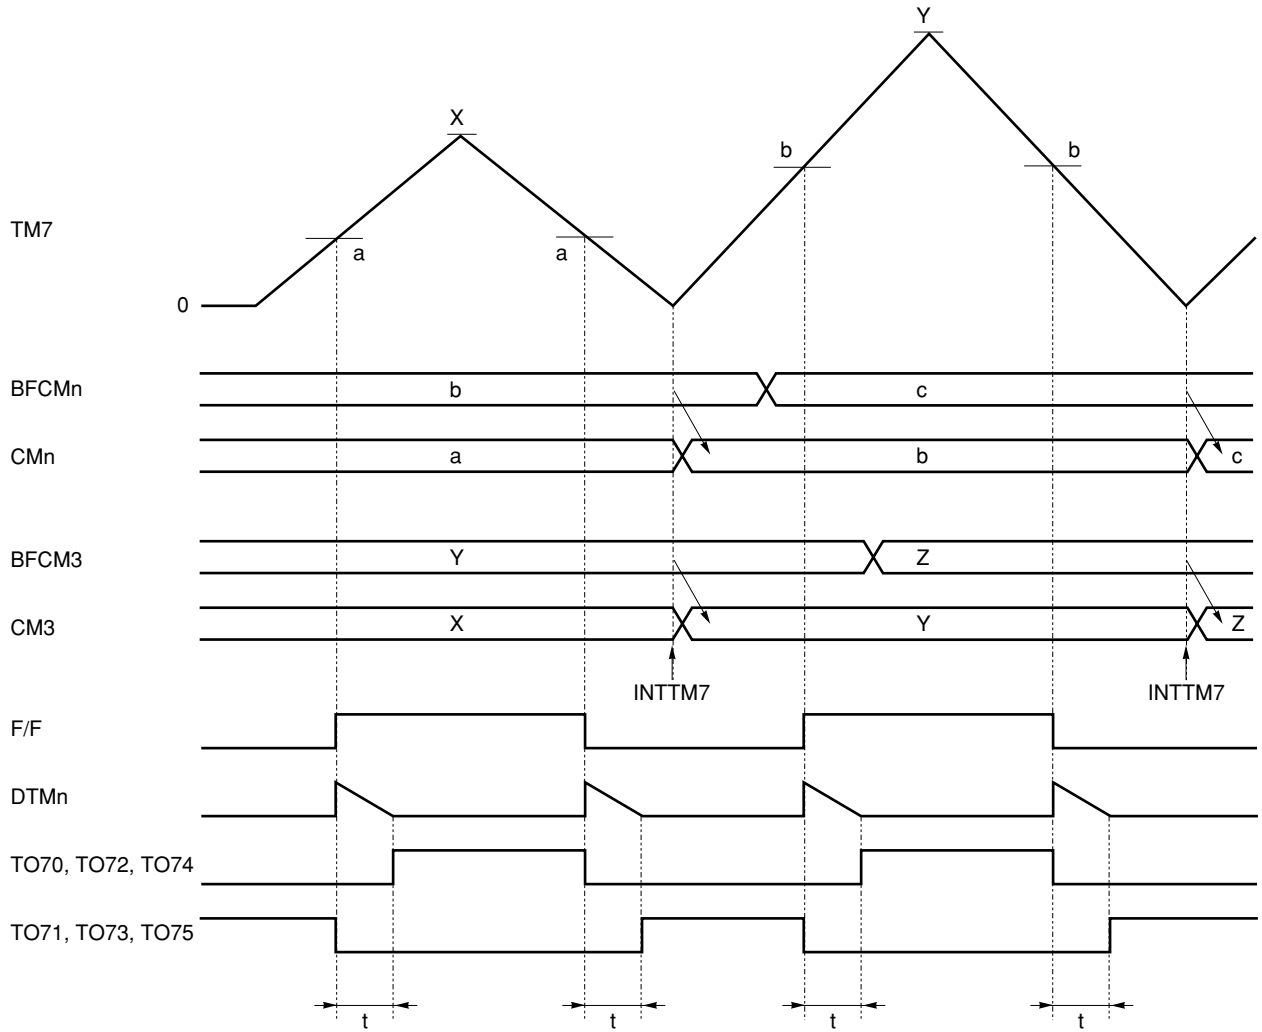 Y
X
b
b
TM7
a
a
0
BFCMn
b
c
CMn
a
b
c
BFCM3
Y
Z
CM3
X
Y
Z
INTTM7
INTTM7
F/F
DTMn
TO70, TO72, TO74
TO71, TO73, TO75
t
t
t
t